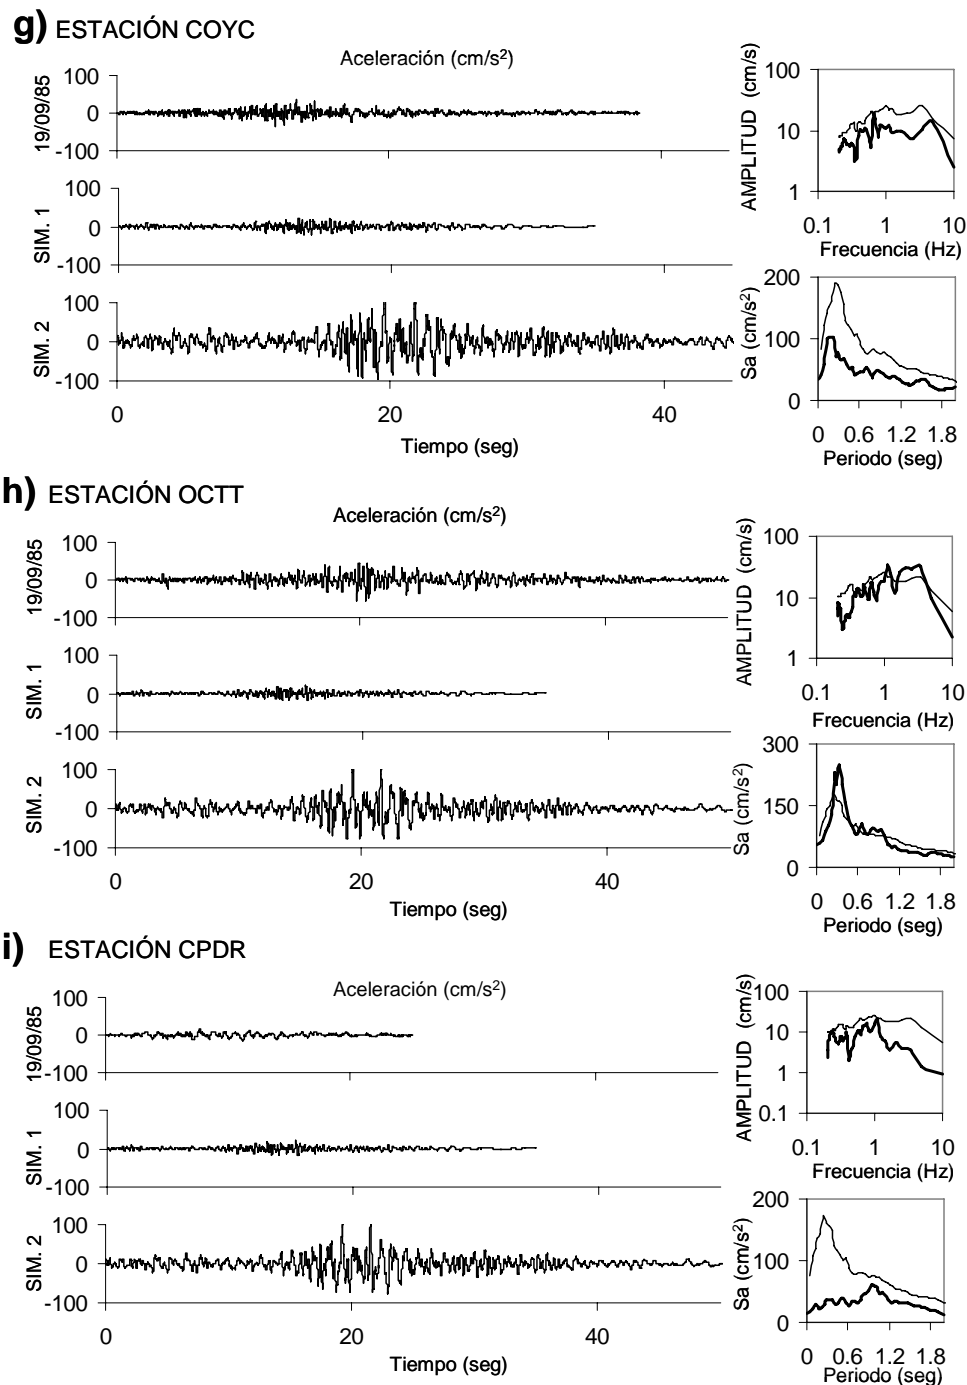 g) ESTACIÓN COYC
Aceleración (cm/s²)
19/09/85
100
0
-100
SIM. 1
100
0
-100
SIM. 2
100
0
-100
0 20 40
Tiempo (seg)
AMPLITUD (cm/s)
100
10
1
0.1 1 10
Frecuencia (Hz)
Sa (cm/s²)
200
100
0
0 0.6 1.2 1.8
Periodo (seg)
h) ESTACIÓN OCTT
Aceleración (cm/s²)
19/09/85
100
0
-100
SIM. 1
100
0
-100
SIM. 2
100
0
-100
0 20 40
Tiempo (seg)
AMPLITUD (cm/s)
100
10
1
0.1 1 10
Frecuencia (Hz)
Sa (cm/s²)
300
150
0
0 0.6 1.2 1.8
Periodo (seg)
i) ESTACIÓN CPDR
Aceleración (cm/s²)
19/09/85
100
0
-100
SIM. 1
100
0
-100
SIM. 2
100
0
-100
0 20 40
Tiempo (seg)
AMPLITUD (cm/s)
100
10
1
0.1
0.1 1 10
Frecuencia (Hz)
Sa (cm/s²)
200
100
0
0 0.6 1.2 1.8
Periodo (seg)